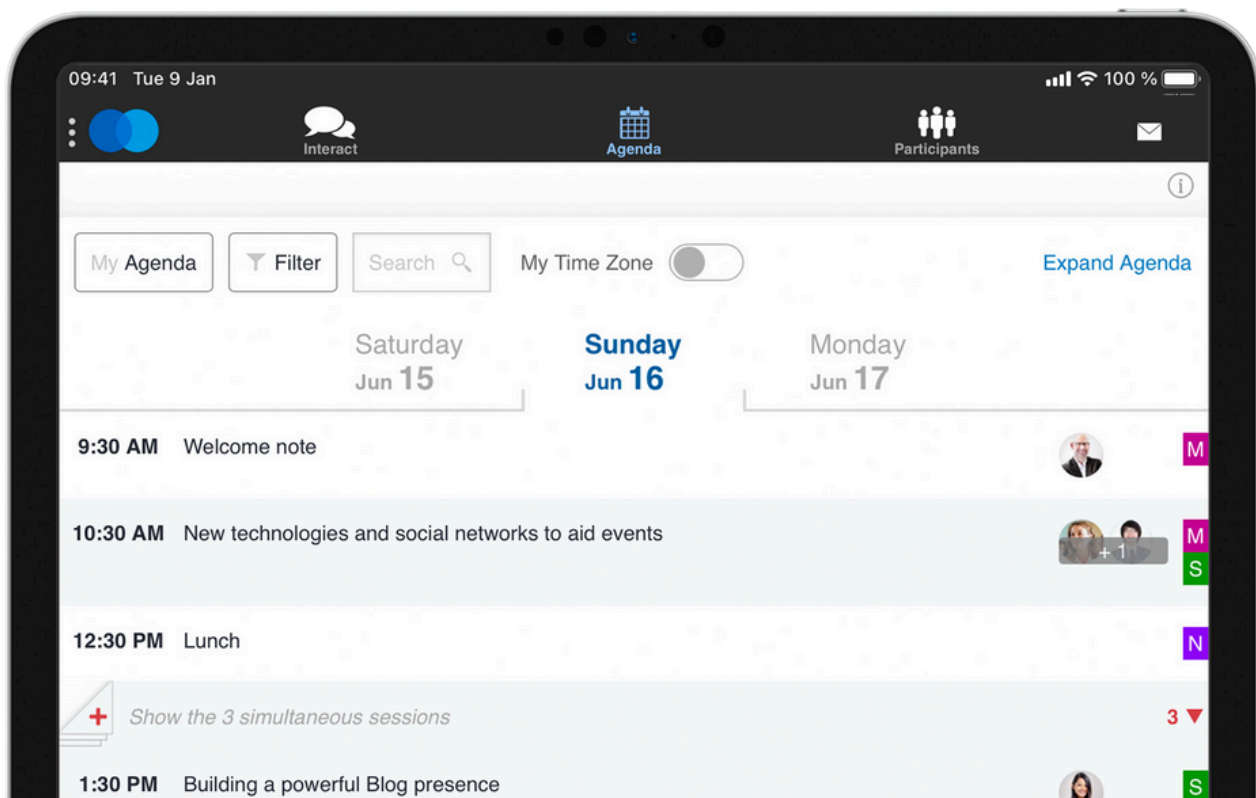 09:41 Tue 9 Jan 100 %
Interact Agenda Participants
My Agenda Filter Search My Time Zone Expand Agenda
Saturday Sunday Monday
Jun 15 Jun 16 Jun 17
9:30 AM Welcome note M
10:30 AM New technologies and social networks to aid events M
+ 1
S
12:30 PM Lunch N
+ Show the 3 simultaneous sessions 3
1:30 PM Building a powerful Blog presence S